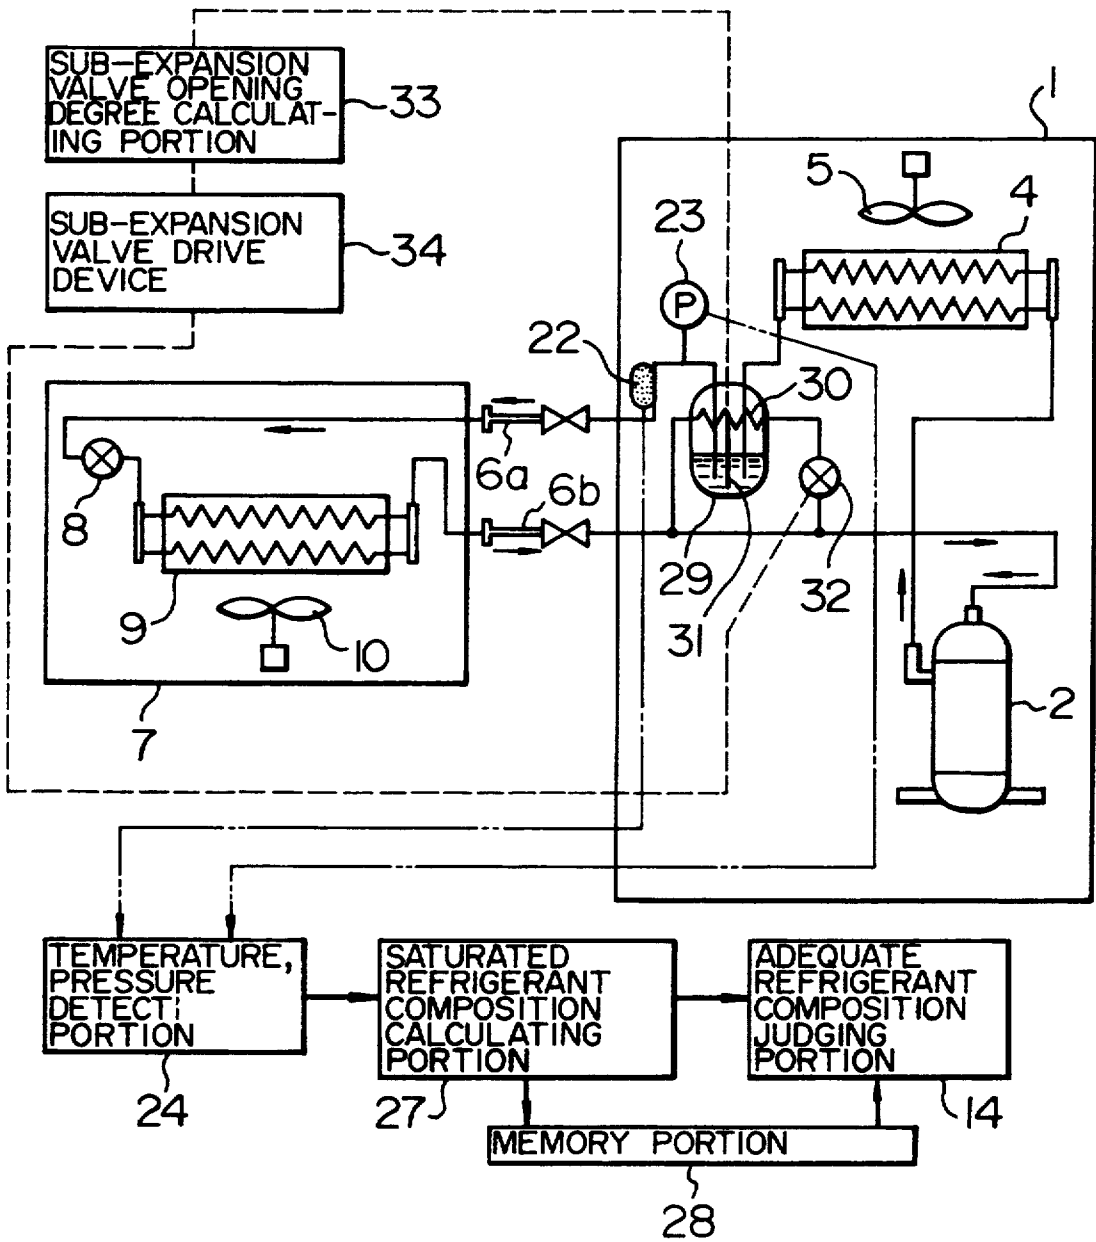 SUB-EXPANSION
VALVE OPENING
DEGREE CALCULAT-
ING PORTION
33
SUB-EXPANSION
VALVE DRIVE
DEVICE
34
1
5
4
23
P
22
30
6a
6b
8
9
10
7
29
31
32
2
TEMPERATURE,
PRESSURE
DETECTI
PORTION
24
SATURATED
REFRIGERANT
COMPOSITION
CALCULATING
PORTION
27
ADEQUATE
REFRIGERANT
COMPOSITION
JUDGING
PORTION
14
MEMORY PORTION
28